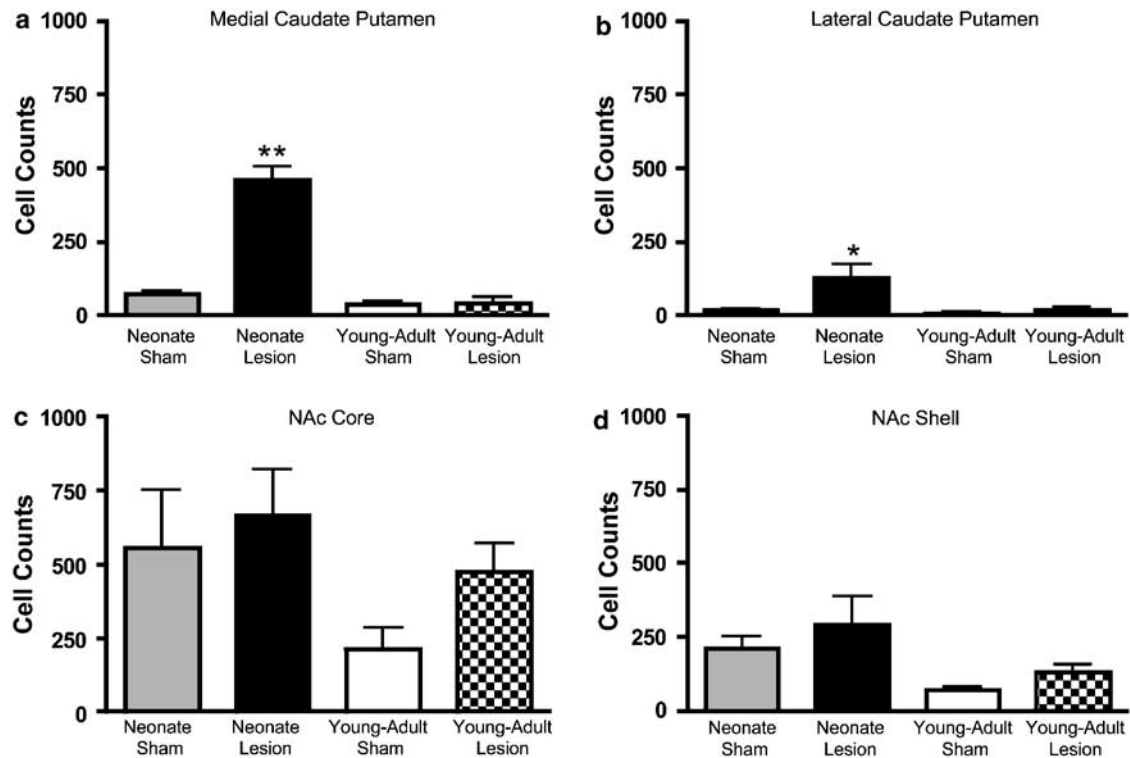 a
Medial Caudate Putamen
Cell Counts
1000
750
500
250
0
**
Neonate Sham
Neonate Lesion
Young-Adult Sham
Young-Adult Lesion
b
Lateral Caudate Putamen
Cell Counts
1000
750
500
250
0
*
Neonate Sham
Neonate Lesion
Young-Adult Sham
Young-Adult Lesion
c
NAc Core
Cell Counts
1000
750
500
250
0
Neonate Sham
Neonate Lesion
Young-Adult Sham
Young-Adult Lesion
d
NAc Shell
Cell Counts
1000
750
500
250
0
Neonate Sham
Neonate Lesion
Young-Adult Sham
Young-Adult Lesion